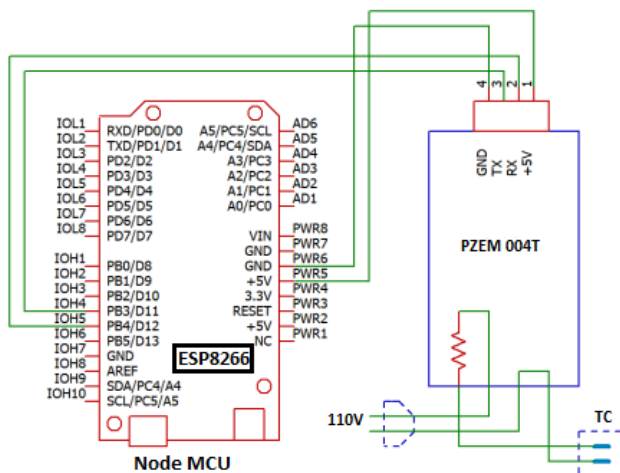 IOL1
IOL2
IOL3
IOL4
IOL5
IOL6
IOL7
IOL8
IOH1
IOH2
IOH3
IOH4
IOH5
IOH6
IOH7
IOH8
IOH9
IOH10
RXD/PD0/D0
TXD/PD1/D1
PD2/D2
PD3/D3
PD4/D4
PD5/D5
PD6/D6
PD7/D7
PB0/D8
PB1/D9
PB2/D10
PB3/D11
PB4/D12
PB5/D13
GND
AREF
SDA/PC4/A4
SCL/PC5/A5
A5/PC5/SCL
A4/PC4/SDA
A3/PC3
A2/PC2
A1/PC1
A0/PC0
VIN
GND
GND
+5V
3.3V
RESET
+5V
NC
AD6
AD5
AD4
AD3
AD2
AD1
PWR8
PWR7
PWR6
PWR5
PWR4
PWR3
PWR2
PWR1
ESP8266
Node MCU
4
3
2
1
GND
TX
RX
+5V
PZEM 004T
110V
TC